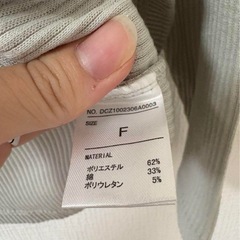 NO. DCZ1002306A0003
SIZE
F
MATERIAL
ポリエステル 62%
綿 33%
ポリウレタン 5%